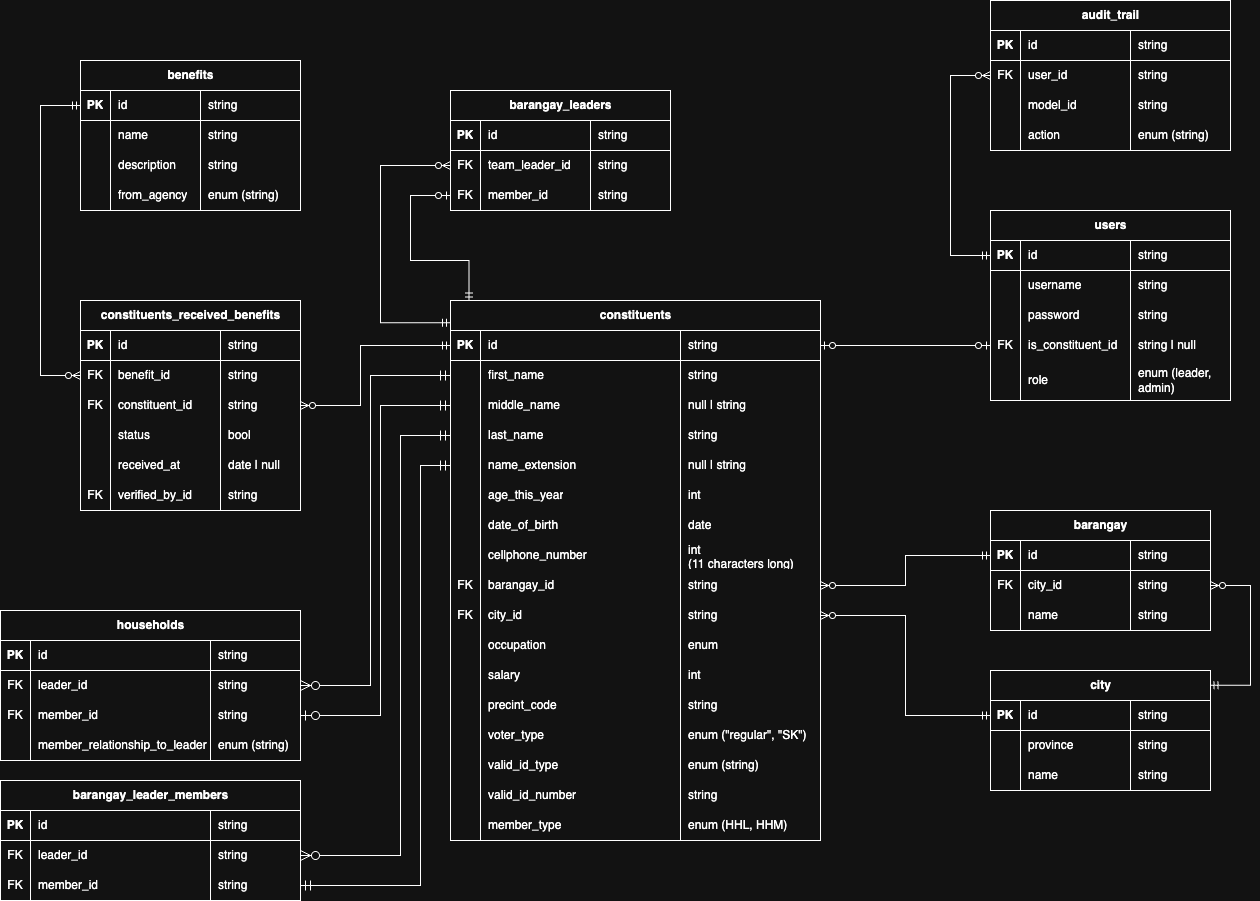 benefits
PK id string
name string
description string
from_agency enum (string)
barangay_leaders
PK id string
FK team_leader_id string
FK member_id string
audit_trail
PK id string
FK user_id string
model_id string
action enum (string)
users
PK id string
username string
password string
FK is_constituent_id string | null
role enum (leader,
admin)
constituents_received_benefits
PK id string
FK benefit_id string
FK constituent_id string
status bool
received_at date | null
FK verified_by_id string
constituents
PK id string
first_name string
middle_name null | string
last_name string
name_extension null | string
age_this_year int
date_of_birth date
cellphone_number int
(11 characters long)
FK barangay_id string
FK city_id string
occupation enum
salary int
precint_code string
voter_type enum ("regular", "SK")
valid_id_type enum (string)
valid_id_number string
member_type enum (HHL, HHM)
barangay
PK id string
FK city_id string
name string
city
PK id string
province string
name string
households
PK id string
FK leader_id string
FK member_id string
member_relationship_to_leader enum (string)
barangay_leader_members
PK id string
FK leader_id string
FK member_id string